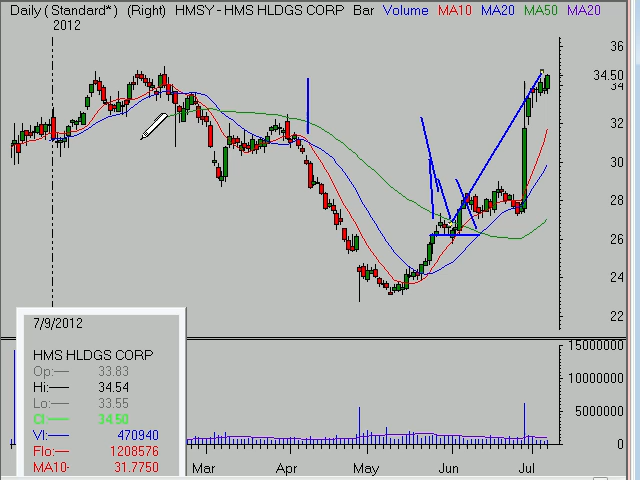 Daily (Standard*) (Right) HMSY - HMS HLDGS CORP Bar Volume MA10 MA20 MA50 MA20
2012
36
34.50
34
32
30
28
26
24
22
15000000
10000000
5000000
0
7/9/2012
HMS HLDGS CORP
Op: 33.83
Hi: 34.54
Lo: 33.55
Cl: 34.50
Vl: 470940
Flo: 1208576
MA10- 31.7750
Mar Apr May Jun Jul